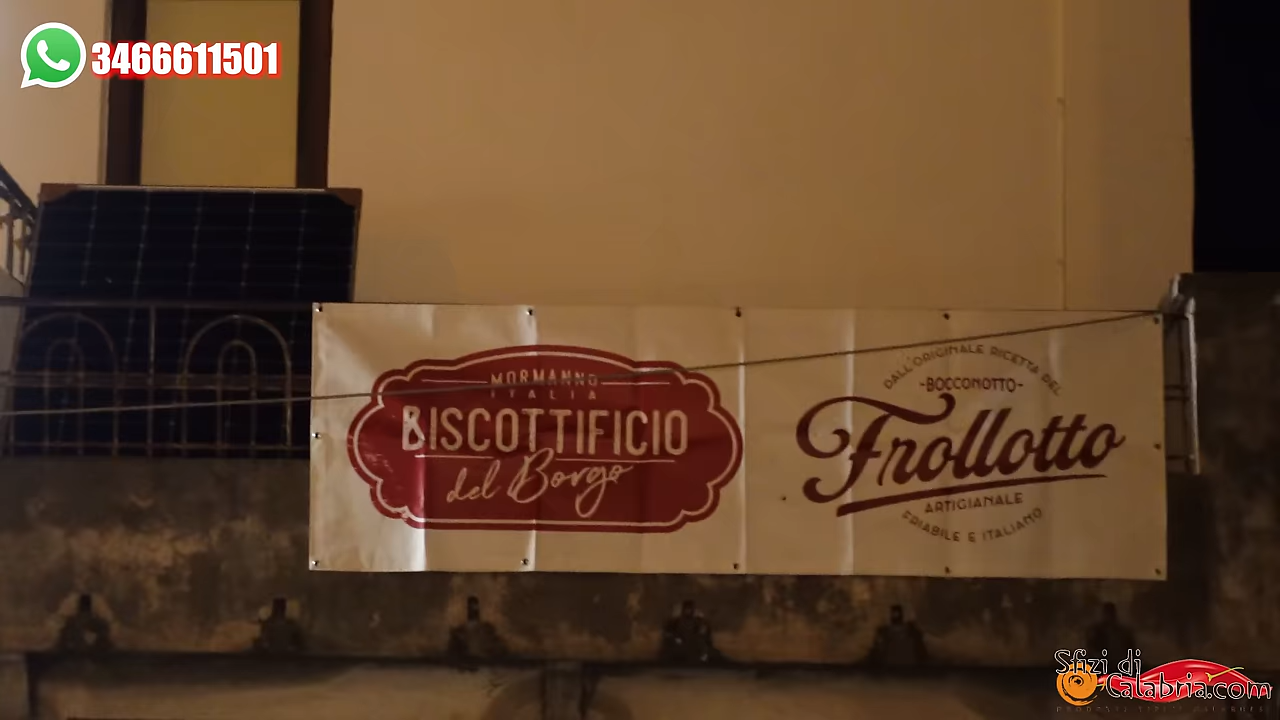 3466611501
MORMANNO
ITALIA
BISCOTTIFICIO
del Borgo
DALL'ORIGINALE RICETTA DEL
-BOCCONOTTO-
Frollotto
ARTIGIANALE
FRIABILE E ITALIANO
Sfizi di
Calabria.com